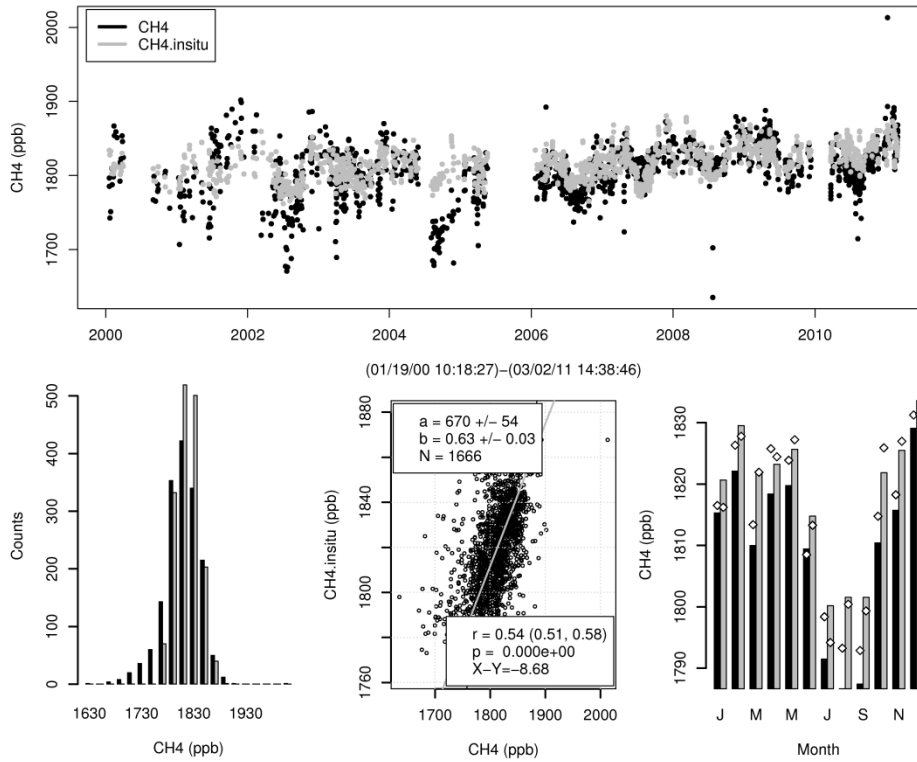 CH4
CH4.insitu
CH4 (ppb)
2000
1900
1800
1700
2000
2002
2004
2006
2008
2010
(01/19/00 10:18:27)−(03/02/11 14:38:46)
Counts
500
400
300
200
100
0
1630
1730
1830
1930
CH4 (ppb)
a = 670 +/− 54
b = 0.63 +/− 0.03
N = 1666
CH4.insitu (ppb)
1880
1840
1800
1760
r = 0.54 (0.51, 0.58)
p = 0.000e+00
X−Y=−8.68
1700
1800
1900
2000
CH4 (ppb)
CH4 (ppb)
1830
1820
1810
1800
1790
J
M
M
J
S
N
Month